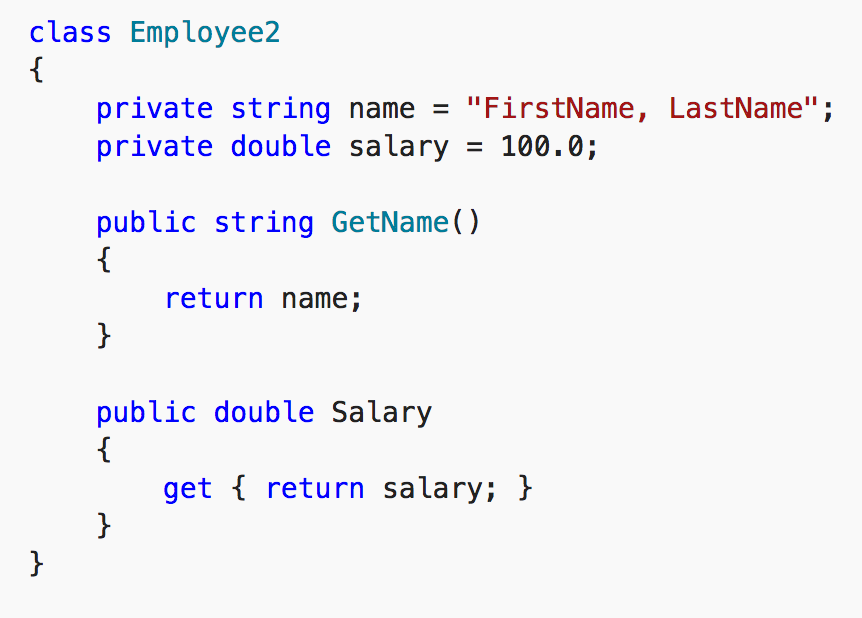 class Employee2
{
    private string name = "FirstName, LastName";
    private double salary = 100.0;

    public string GetName()
    {
        return name;
    }

    public double Salary
    {
        get { return salary; }
    }
}